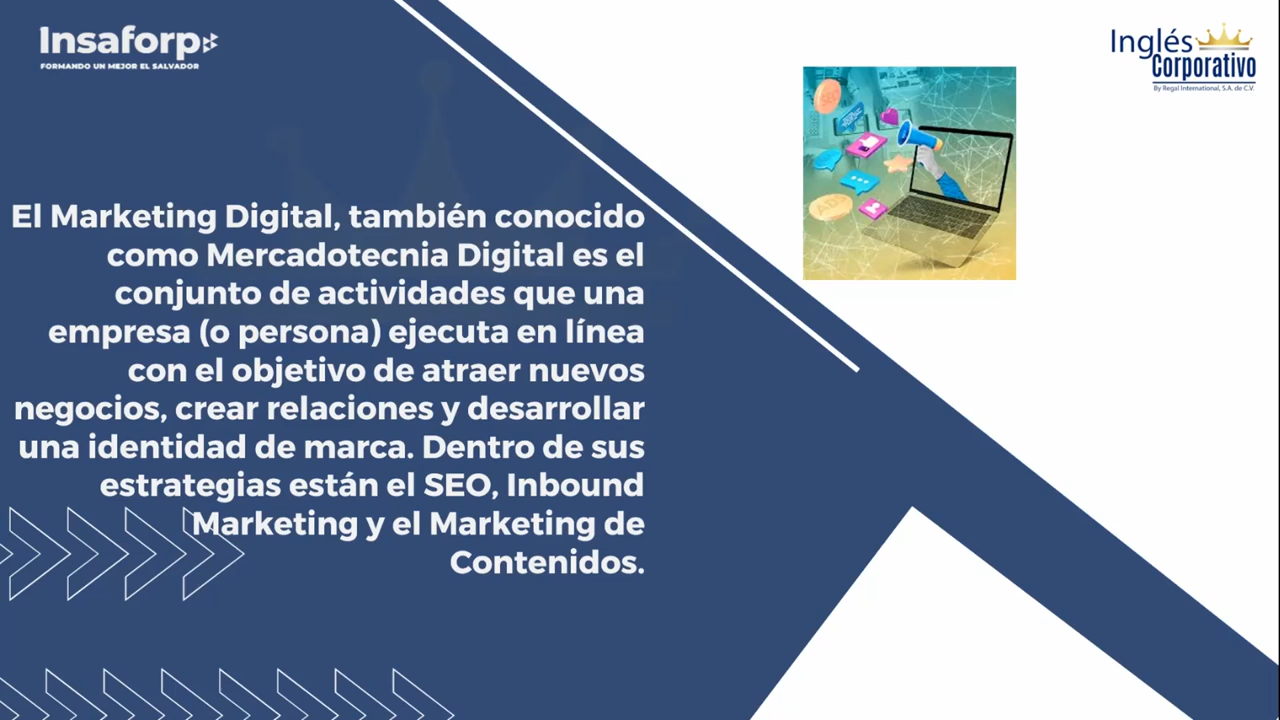 Insaforp
FORMANDO UN MEJOR EL SALVADOR
Inglés
Corporativo
By Regal International, S.A. de C.V.
El Marketing Digital, también conocido
como Mercadotecnia Digital es el
conjunto de actividades que una
empresa (o persona) ejecuta en línea
con el objetivo de atraer nuevos
negocios, crear relaciones y desarrollar
una identidad de marca. Dentro de sus
estrategias están el SEO, Inbound
Marketing y el Marketing de
Contenidos.